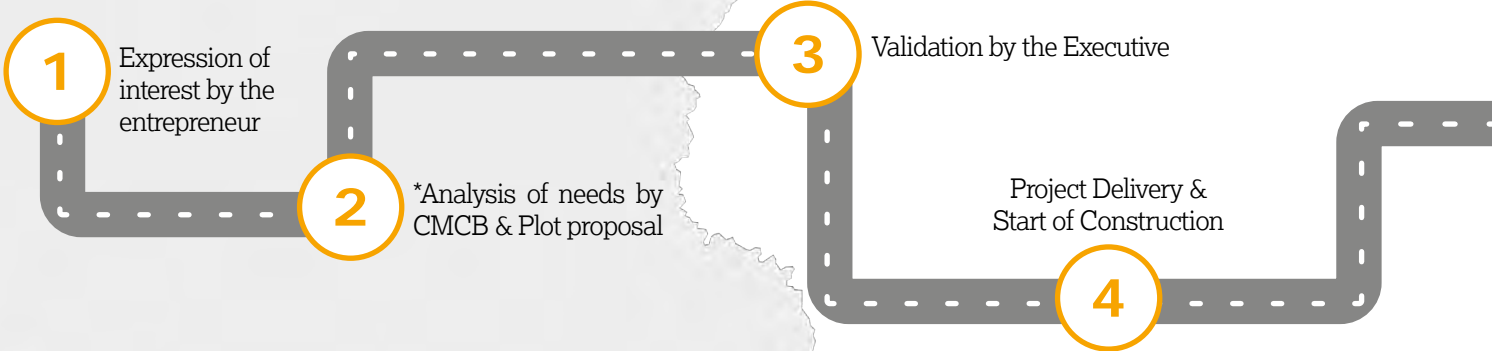 1
Expression of
interest by the
entrepreneur
2
*Analysis of needs by
CMCB & Plot proposal
3
Validation by the Executive
Project Delivery &
Start of Construction
4